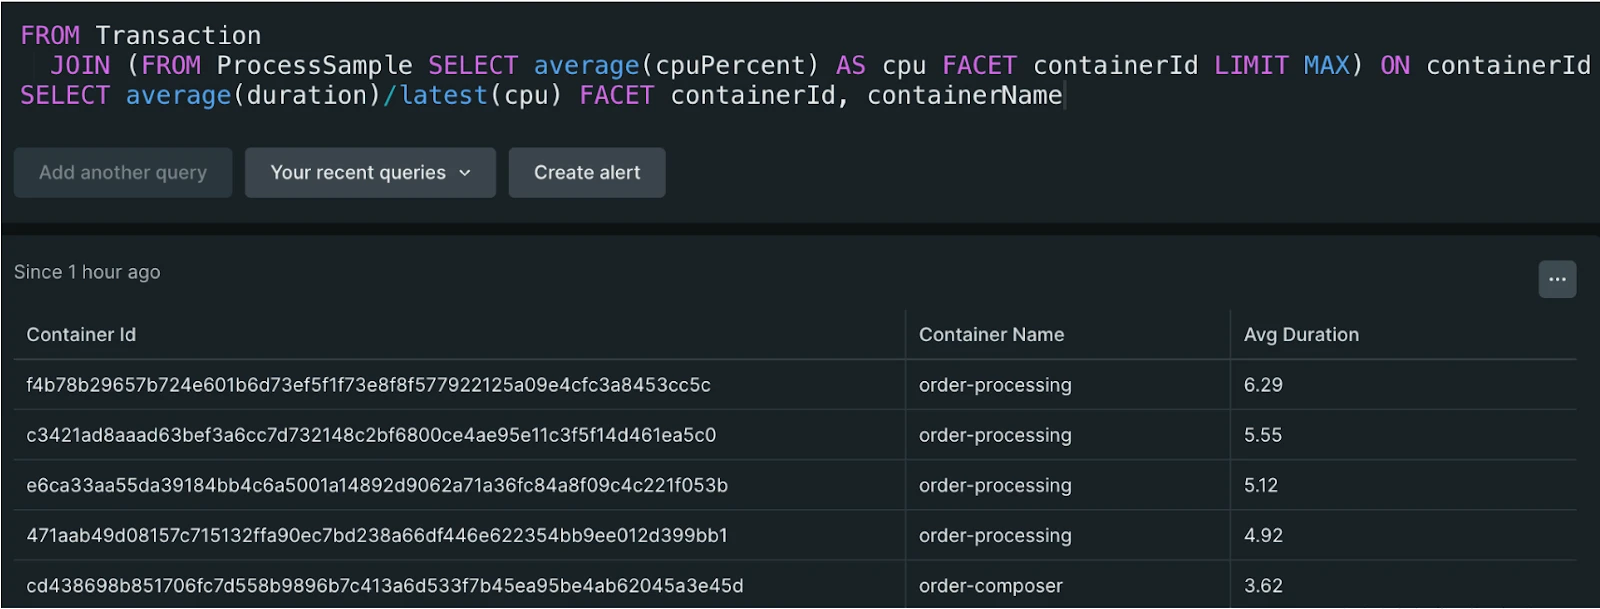 FROM Transaction
JOIN (FROM ProcessSample SELECT average(cpuPercent) AS cpu FACET containerId LIMIT MAX) ON containerId
SELECT average(duration)/latest(cpu) FACET containerId, containerName
Add another query Your recent queries Create alert
Since 1 hour ago
Container Id Container Name Avg Duration
f4b78b29657b724e601b6d73ef5f1f73e8f8f577922125a09e4cfc3a8453cc5c order-processing 6.29
c3421ad8aaad63bef3a6cc7d732148c2bf6800ce4ae95e11c3f5f14d461ea5c0 order-processing 5.55
e6ca33aa55da39184bb4c6a5001a14892d9062a71a36fc84a8f09c4c221f053b order-processing 5.12
471aab49d08157c715132ffa90ec7bd238a66df446e622354bb9ee012d399bb1 order-processing 4.92
cd438698b851706fc7d558b9896b7c413a6d533f7b45ea95be4ab62045a3e45d order-composer 3.62